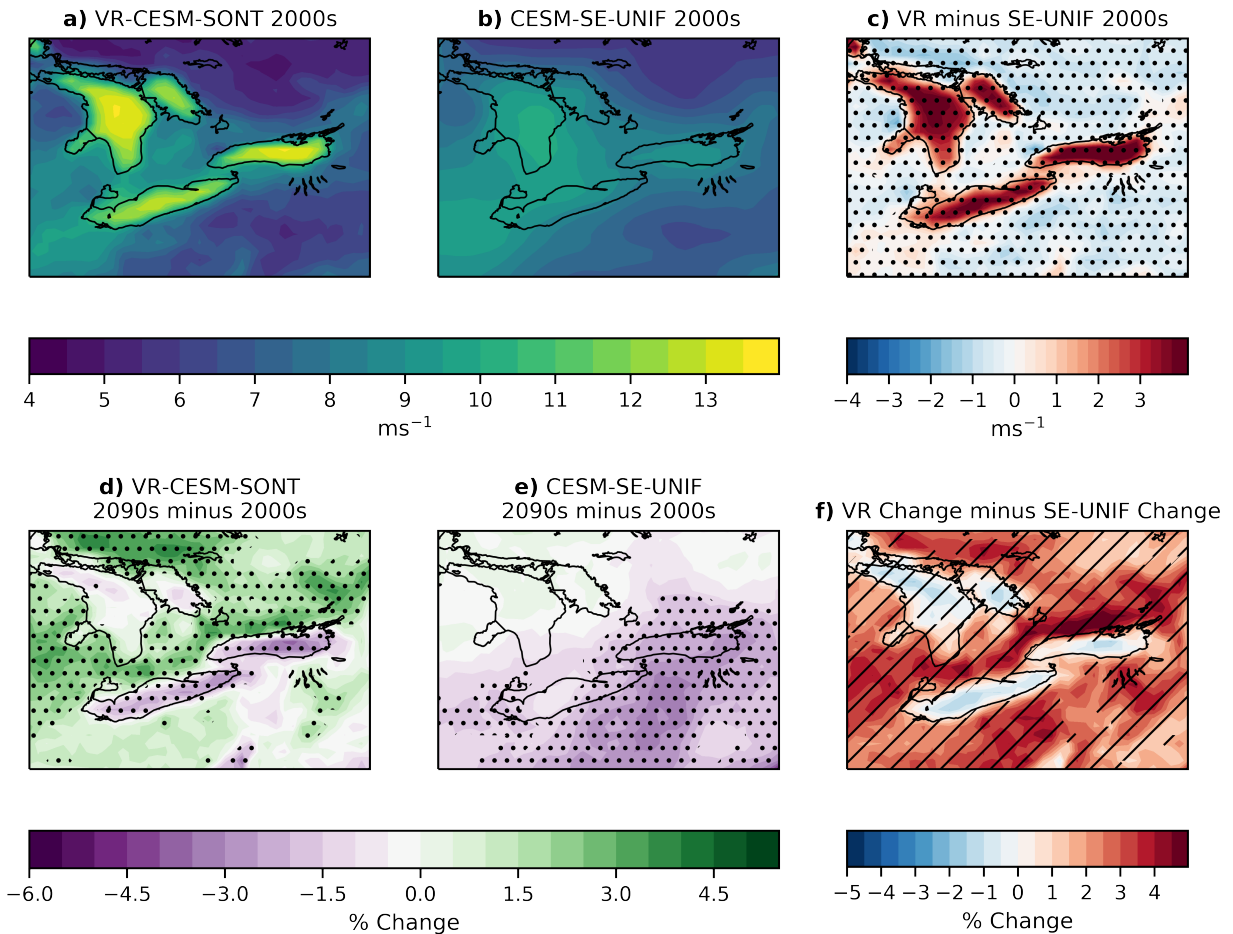 a) VR-CESM-SONT 2000s
b) CESM-SE-UNIF 2000s
c) VR minus SE-UNIF 2000s
4 5 6 7 8 9 10 11 12 13
ms⁻¹
−4 −3 −2 −1 0 1 2 3
ms⁻¹
d) VR-CESM-SONT
2090s minus 2000s
e) CESM-SE-UNIF
2090s minus 2000s
f) VR Change minus SE-UNIF Change
−6.0 −4.5 −3.0 −1.5 0.0 1.5 3.0 4.5
% Change
−5 −4 −3 −2 −1 0 1 2 3 4
% Change